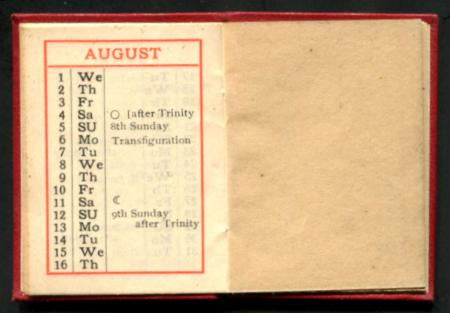 AUGUST
1 We
2 Th
3 Fr
4 Sa ○ [after Trinity
5 SU 8th Sunday
6 Mo Transfiguration
7 Tu
8 We
9 Th
10 Fr
11 Sa ☾
12 SU 9th Sunday
13 Mo after Trinity
14 Tu
15 We
16 Th